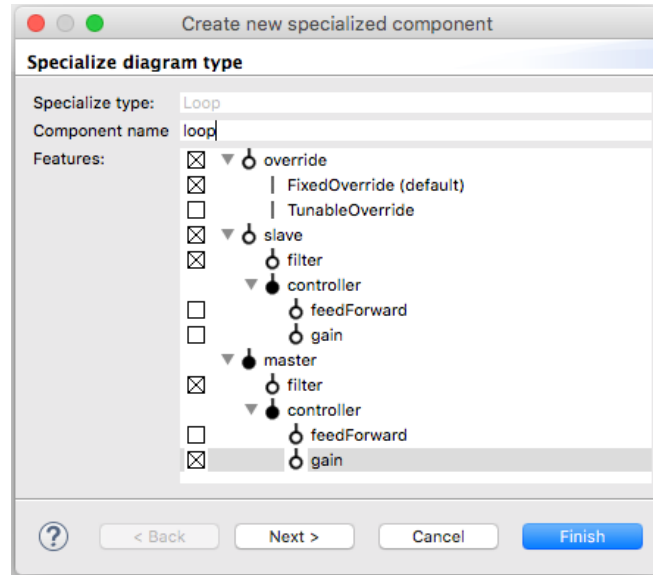 Create new specialized component
Specialize diagram type
Specialize type: Loop
Component name loop
Features:
override
FixedOverride (default)
TunableOverride
slave
filter
controller
feedForward
gain
master
filter
controller
feedForward
gain
? < Back Next > Cancel Finish